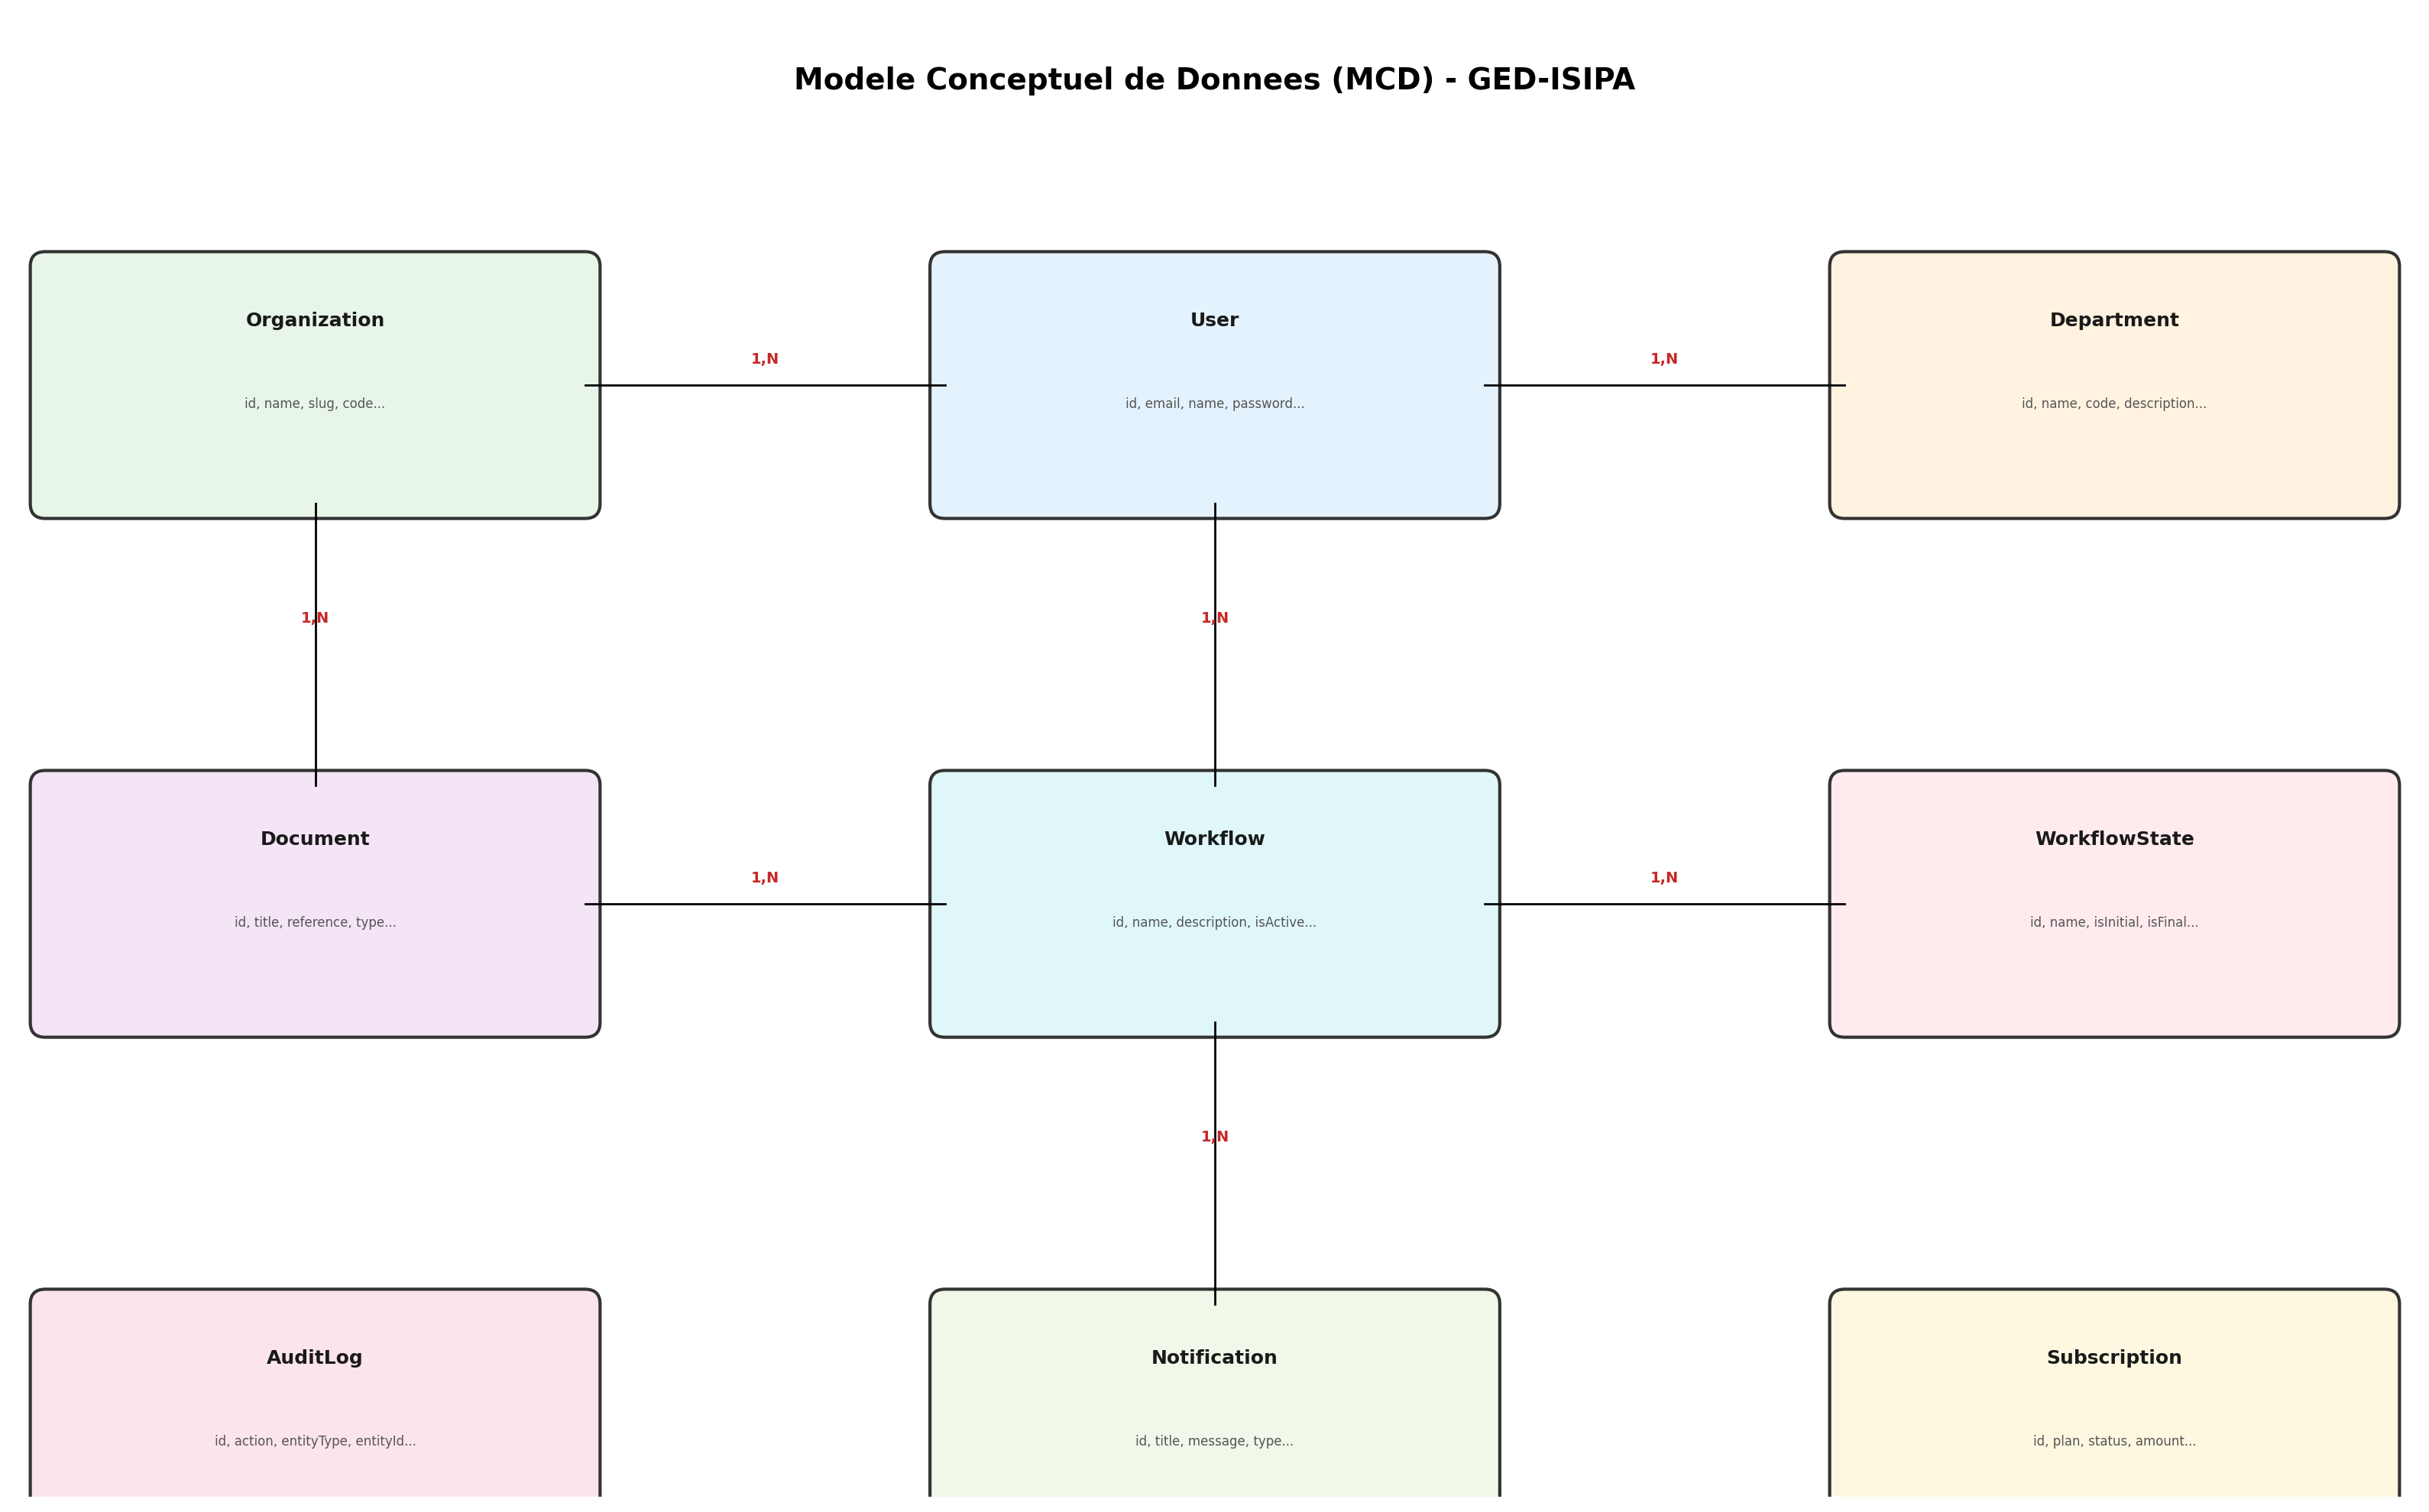 Modele Conceptuel de Donnees (MCD) - GED-ISIPA
Organization
User
Department
1,N
1,N
id, name, slug, code...
id, email, name, password...
id, name, code, description...
1,N
1,N
Document
Workflow
WorkflowState
1,N
1,N
id, title, reference, type...
id, name, description, isActive...
id, name, isInitial, isFinal...
1,N
AuditLog
Notification
Subscription
id, action, entityType, entityId...
id, title, message, type...
id, plan, status, amount...